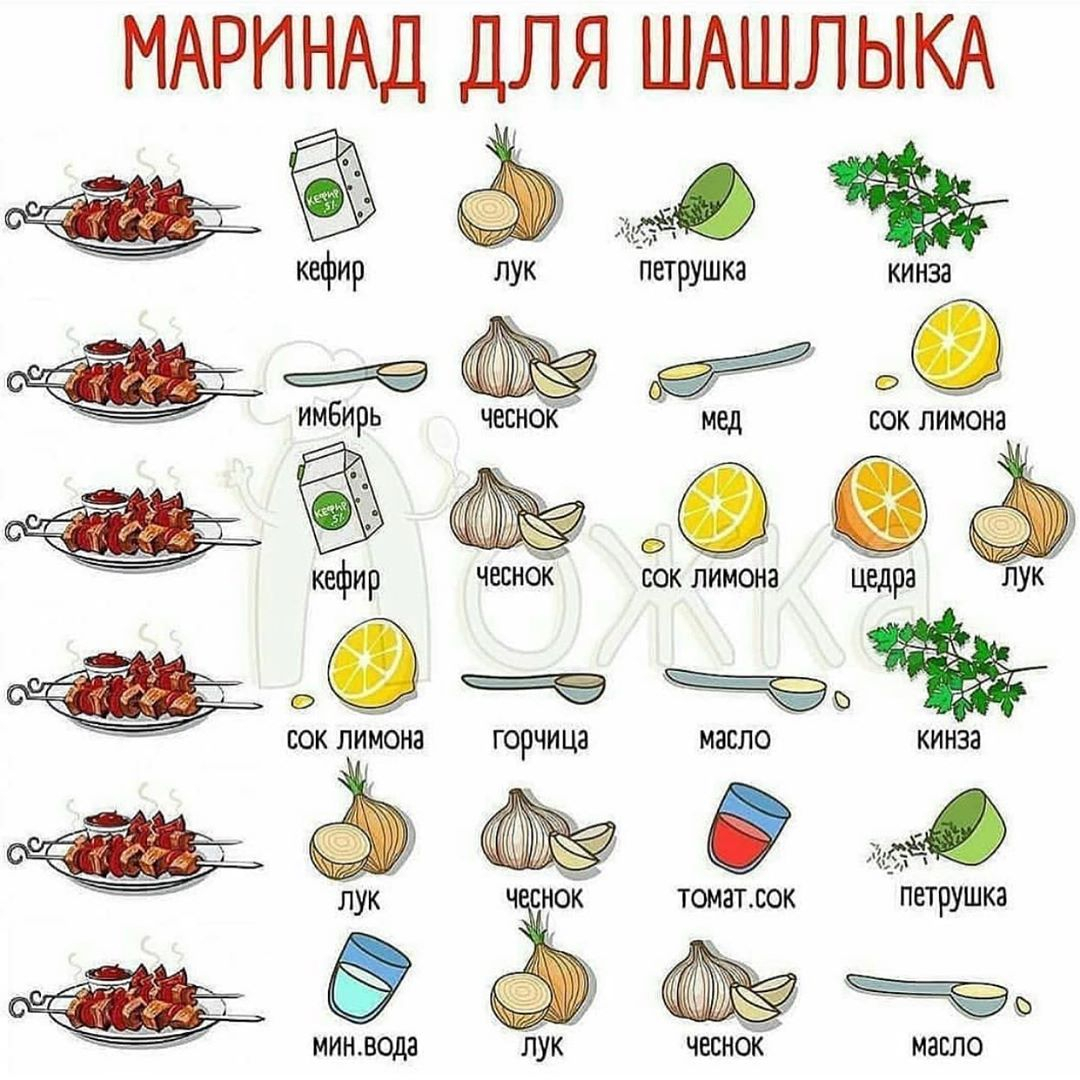 МАРИНАД ДЛЯ ШАШЛЫКА
КЕФИР 5%
кефир лук петрушка кинза
имбирь чеснок мед сок лимона
КЕФИР 5%
кефир чеснок сок лимона цедра лук
Ложка
сок лимона горчица масло кинза
лук чеснок томат.сок петрушка
мин.вода лук чеснок масло